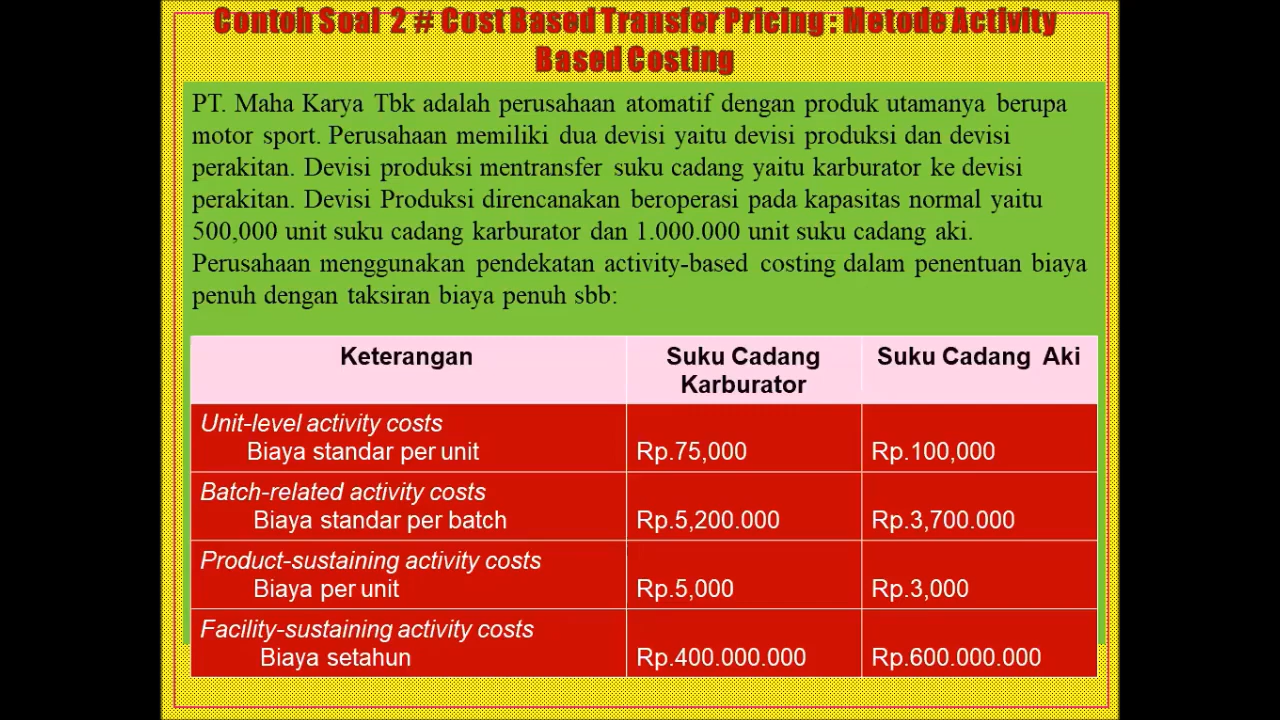 Contoh Soal 2 # Cost Based Transfer Pricing : Metode Activity
Based Costing
PT. Maha Karya Tbk adalah perusahaan atomatif dengan produk utamanya berupa
motor sport. Perusahaan memiliki dua devisi yaitu devisi produksi dan devisi
perakitan. Devisi produksi mentransfer suku cadang yaitu karburator ke devisi
perakitan. Devisi Produksi direncanakan beroperasi pada kapasitas normal yaitu
500,000 unit suku cadang karburator dan 1.000.000 unit suku cadang aki.
Perusahaan menggunakan pendekatan activity-based costing dalam penentuan biaya
penuh dengan taksiran biaya penuh sbb:
Keterangan Suku Cadang Suku Cadang Aki
Karburator
Unit-level activity costs
Biaya standar per unit Rp.75,000 Rp.100,000
Batch-related activity costs
Biaya standar per batch Rp.5,200.000 Rp.3,700.000
Product-sustaining activity costs
Biaya per unit Rp.5,000 Rp.3,000
Facility-sustaining activity costs
Biaya setahun Rp.400.000.000 Rp.600.000.000